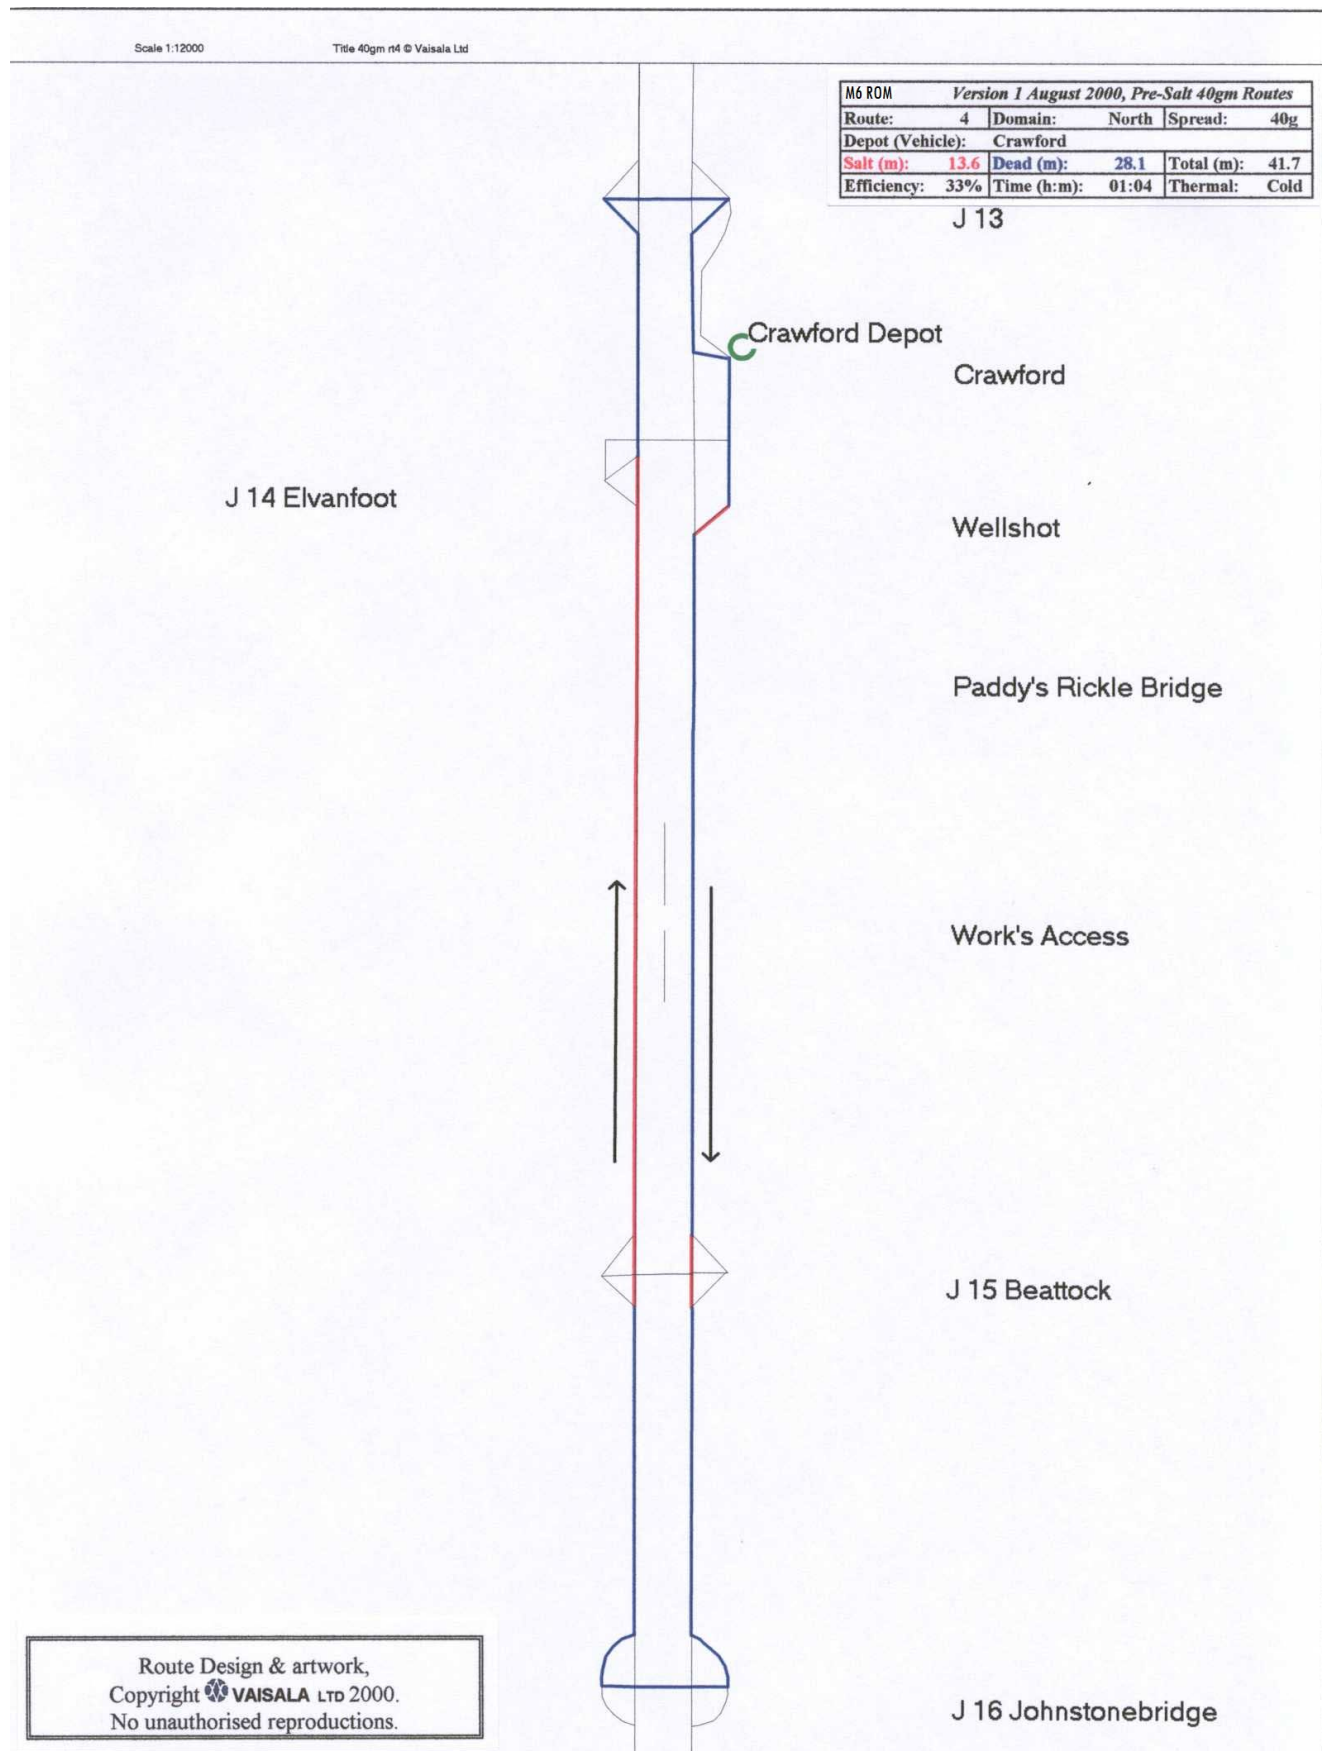 Scale 1:12000 Title 40gm rt4 © Vaisala Ltd
M6 ROM Version 1 August 2000, Pre-Salt 40gm Routes
Route: 4 Domain: North Spread: 40g
Depot (Vehicle): Crawford
Salt (m): 13.6 Dead (m): 28.1 Total (m): 41.7
Efficiency: 33% Time (h:m): 01:04 Thermal: Cold
J 13
Crawford Depot
Crawford
J 14 Elvanfoot
Wellshot
Paddy's Rickle Bridge
Work's Access
J 15 Beattock
Route Design & artwork,
Copyright VAISALA LTD 2000.
No unauthorised reproductions.
J 16 Johnstonebridge